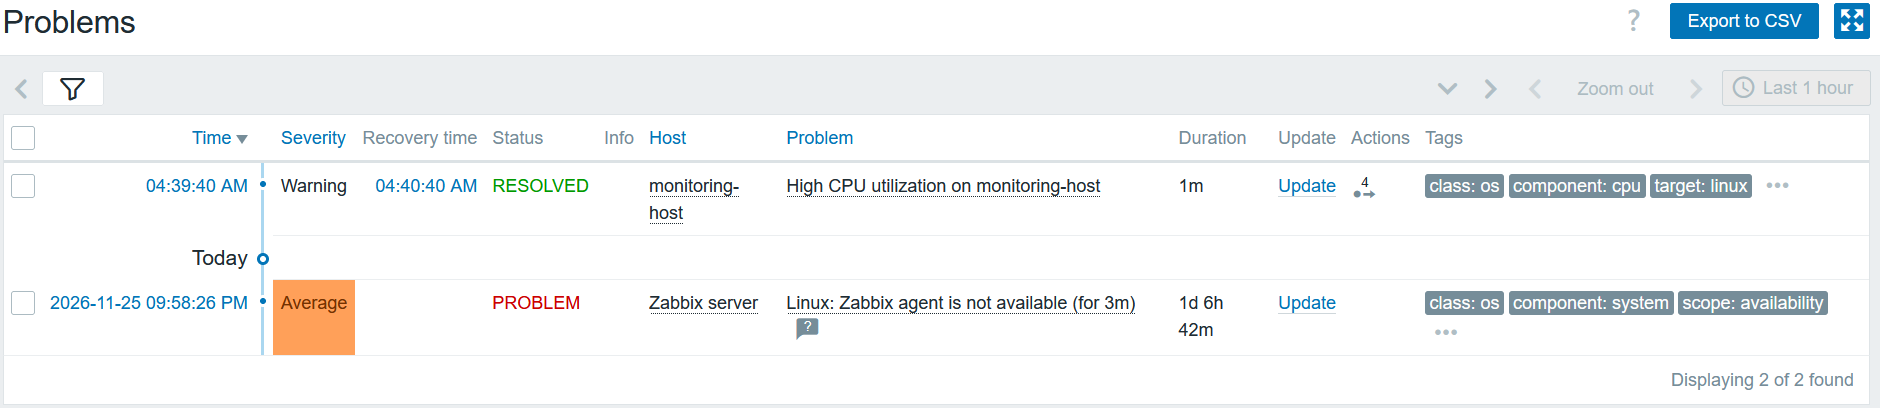 Problems
?
Export to CSV
Zoom out
Last 1 hour
Time Severity Recovery time Status Info Host Problem Duration Update Actions Tags
04:39:40 AM Warning 04:40:40 AM RESOLVED monitoring-host High CPU utilization on monitoring-host 1m Update 4 class: os component: cpu target: linux •••
Today
2026-11-25 09:58:26 PM Average PROBLEM Zabbix server Linux: Zabbix agent is not available (for 3m) ? 1d 6h 42m Update class: os component: system scope: availability •••
Displaying 2 of 2 found